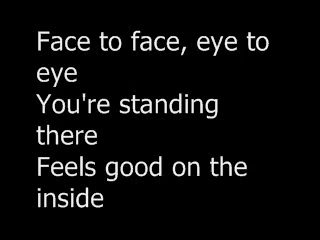 Face to face, eye to
eye
You're standing
there
Feels good on the
inside